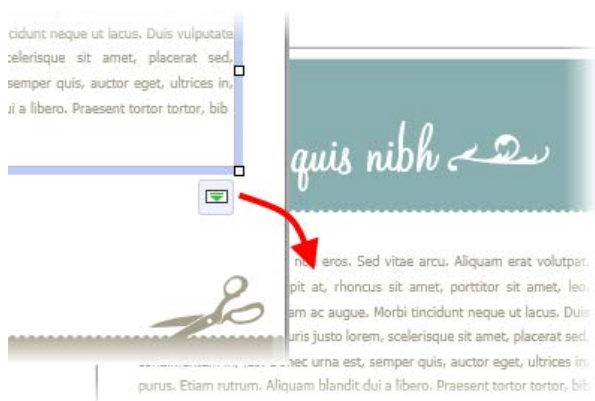 cidunt neque ut lacus. Duis vulputate
celerisque sit amet, placerat sed,
semper quis, auctor eget, ultrices in,
ui a libero. Praesent tortor tortor, bib
quis nibh
eros. Sed vitae arcu. Aliquam erat volutpat.
pit at, rhoncus sit amet, porttitor sit amet, leo.
am ac augue. Morbi tincidunt neque ut lacus. Duis
uris justo lorem, scelerisque sit amet, placerat sed,
nec urna est, semper quis, auctor eget, ultrices in,
purus. Etiam rutrum. Aliquam blandit dui a libero. Praesent tortor tortor, bib